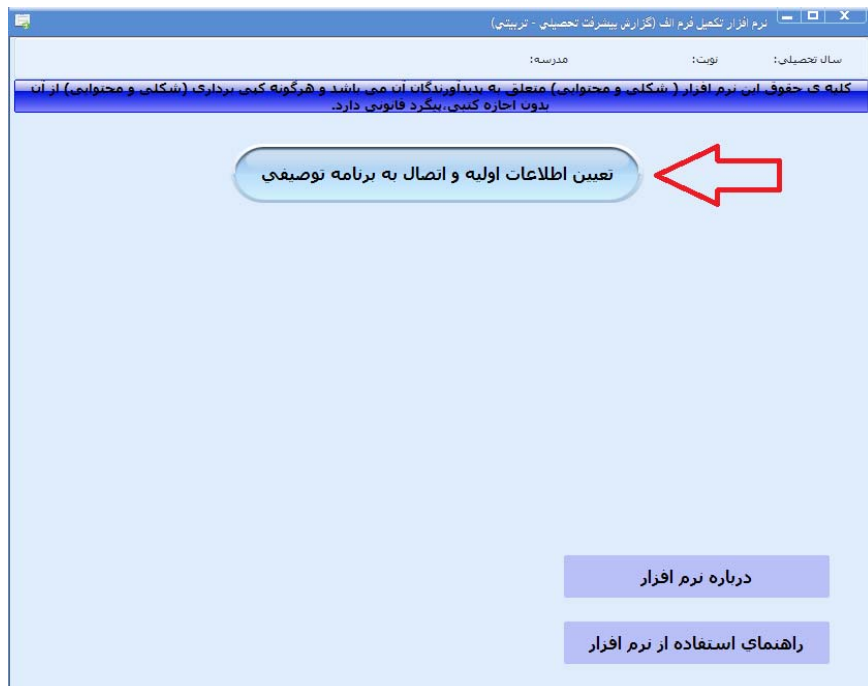 نرم افزار تکمیل فرم الف (گزارش پیشرفت تحصیلی - تربیتی)
سال تحصیلی: نوبت: مدرسه:
کلیه ی حقوق این نرم افزار ( شکلی و محتوایی) متعلق به پدیدآورندگان آن می باشد و هرگونه کپی برداری (شکلی و محتوایی) از آن
بدون اجازه کتبی،پیگرد قانونی دارد.
تعیین اطلاعات اولیه و اتصال به برنامه توصیفی
درباره نرم افزار
راهنماي استفاده از نرم افزار